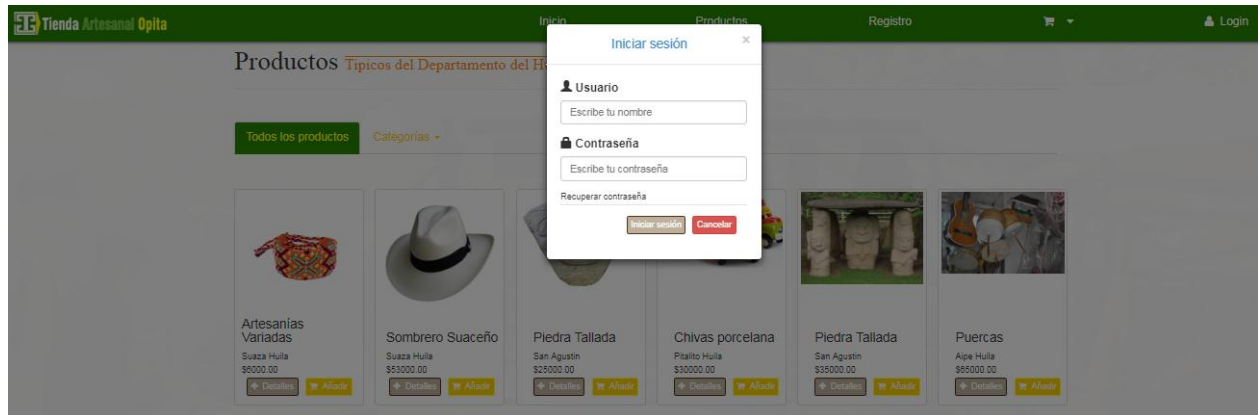 Tienda Artesanal Opita
Inicio
Productos
Registro
Login
Productos Tipicos del Departamento del H
Todos los productos
Categorías
Iniciar sesión
×
Usuario
Escribe tu nombre
Contraseña
Escribe tu contraseña
Recuperar contraseña
Iniciar sesión
Cancelar
Artesanías
Variadas
Suaza Huila
$6000.00
Detalles
Añadir
Sombrero Suaceño
Suaza Huila
$53000.00
Detalles
Añadir
Piedra Tallada
San Agustin
$25000.00
Detalles
Añadir
Chivas porcelana
Pitalito Huila
$30000.00
Detalles
Añadir
Piedra Tallada
San Agustin
$35000.00
Detalles
Añadir
Puercas
Aipe Huila
$65000.00
Detalles
Añadir